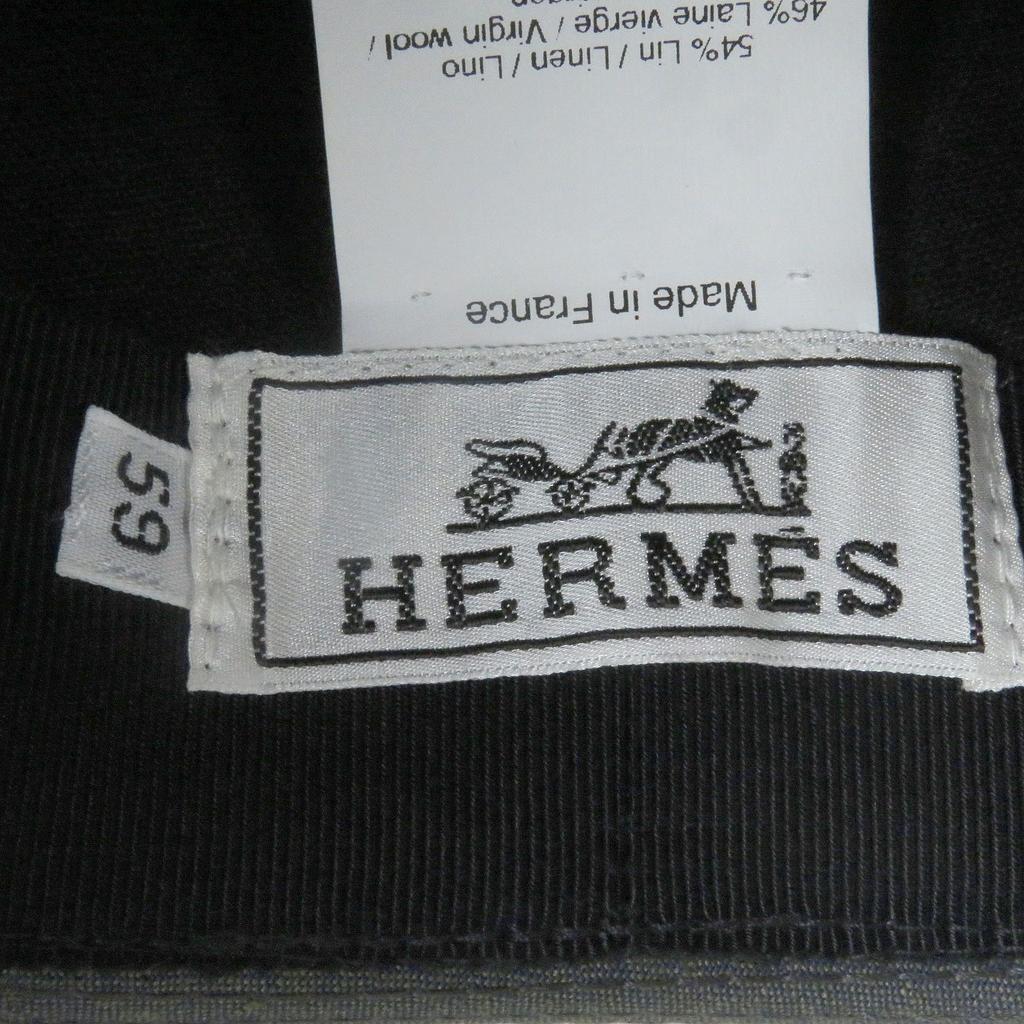 Made in France
54% Lin / Linen / Lino
46% Laine vierge / Virgin wool /
59
HERMÈS